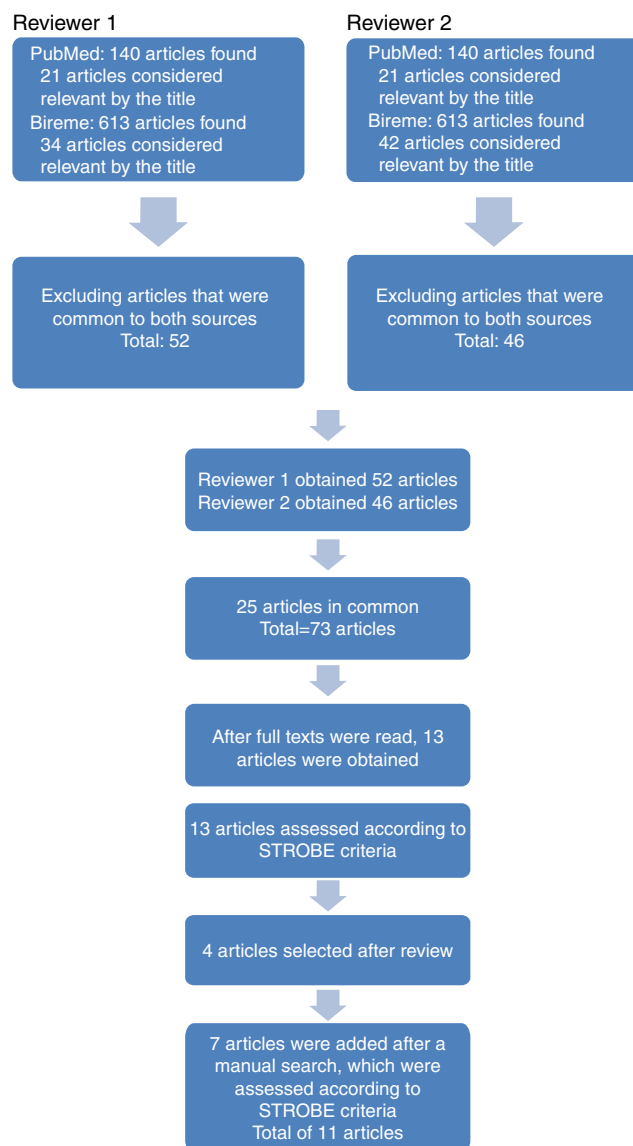 Reviewer 1
PubMed: 140 articles found
21 articles considered
relevant by the title
Bireme: 613 articles found
34 articles considered
relevant by the title
Reviewer 2
PubMed: 140 articles found
21 articles considered
relevant by the title
Bireme: 613 articles found
42 articles considered
relevant by the title
Excluding articles that were
common to both sources
Total: 52
Excluding articles that were
common to both sources
Total: 46
Reviewer 1 obtained 52 articles
Reviewer 2 obtained 46 articles
25 articles in common
Total=73 articles
After full texts were read, 13
articles were obtained
13 articles assessed according to
STROBE criteria
4 articles selected after review
7 articles were added after a
manual search, which were
assessed according to
STROBE criteria
Total of 11 articles